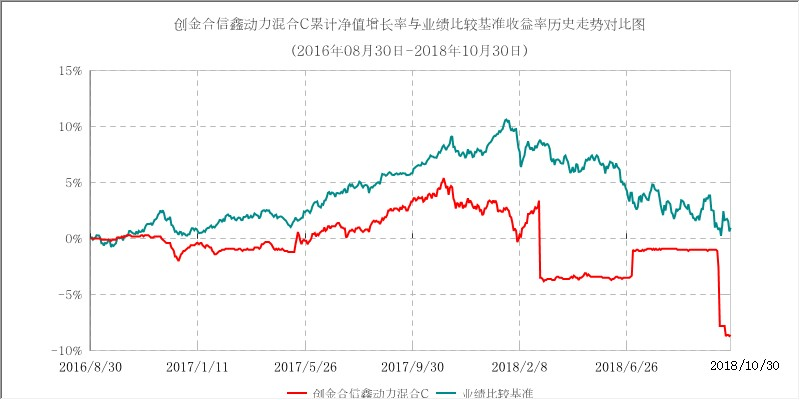 创金合信鑫动力混合C累计净值增长率与业绩比较基准收益率历史走势对比图
(2016年08月30日-2018年10月30日)
15%
10%
5%
0%
-5%
-10%
2016/8/30 2017/1/11 2017/5/26 2017/9/30 2018/2/8 2018/6/26 2018/10/30
创金合信鑫动力混合C 业绩比较基准